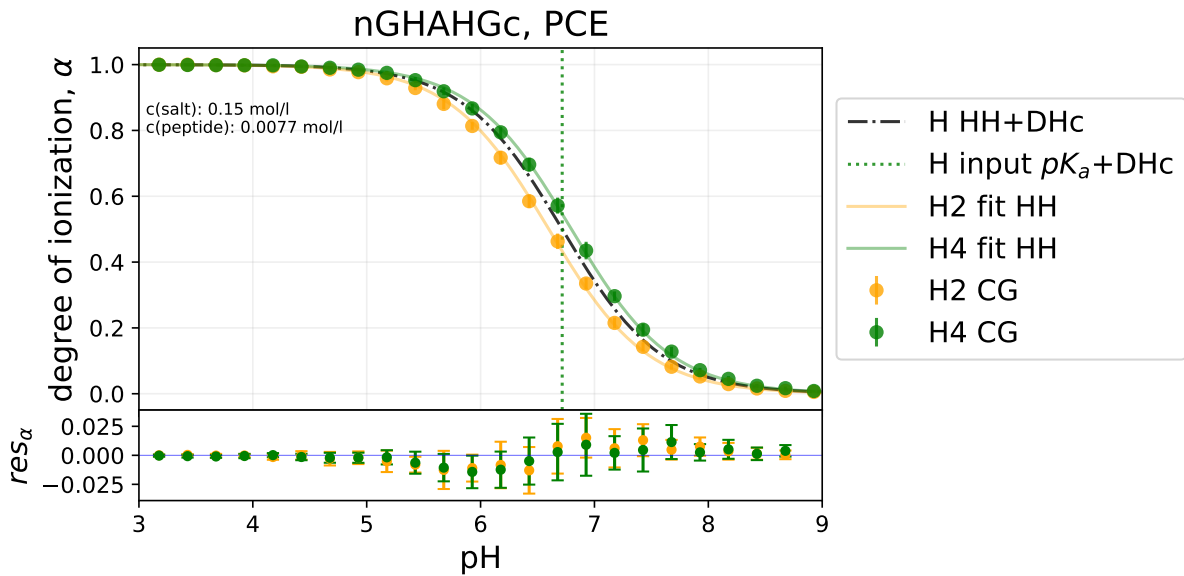 nGHAHGc, PCE
degree of ionization, α
1.0
0.8
0.6
0.4
0.2
0.0
c(salt): 0.15 mol/l
c(peptide): 0.0077 mol/l
H HH+DHc
H input pKₐ+DHc
H2 fit HH
H4 fit HH
H2 CG
H4 CG
res_α
0.025
0.000
−0.025
3 4 5 6 7 8 9
pH